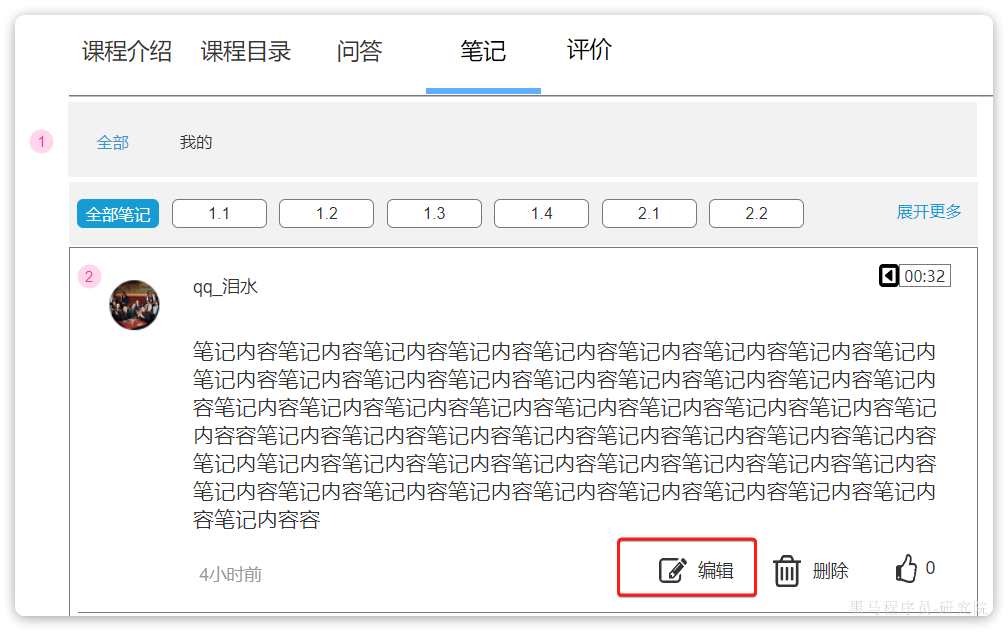 课程介绍 课程目录 问答 笔记 评价
1 全部 我的
全部笔记 1.1 1.2 1.3 1.4 2.1 2.2 展开更多
2 qq_泪水 00:32
笔记内容笔记内容笔记内容笔记内容笔记内容笔记内容笔记内容笔记内容笔记内
笔记内容笔记内容笔记内容笔记内容笔记内容笔记内容笔记内容笔记内容笔记内
容笔记内容笔记内容笔记内容笔记内容笔记内容笔记内容笔记内容笔记内容笔记
内容容笔记内容笔记内容笔记内容笔记内容笔记内容笔记内容笔记内容笔记内容
笔记内笔记内容笔记内容笔记内容笔记内容笔记内容笔记内容笔记内容笔记内容
笔记内容笔记内容笔记内容笔记内容笔记内容笔记内容笔记内容笔记内容笔记内
容笔记内容容
4小时前 编辑 删除 0
黑马程序员-研究院